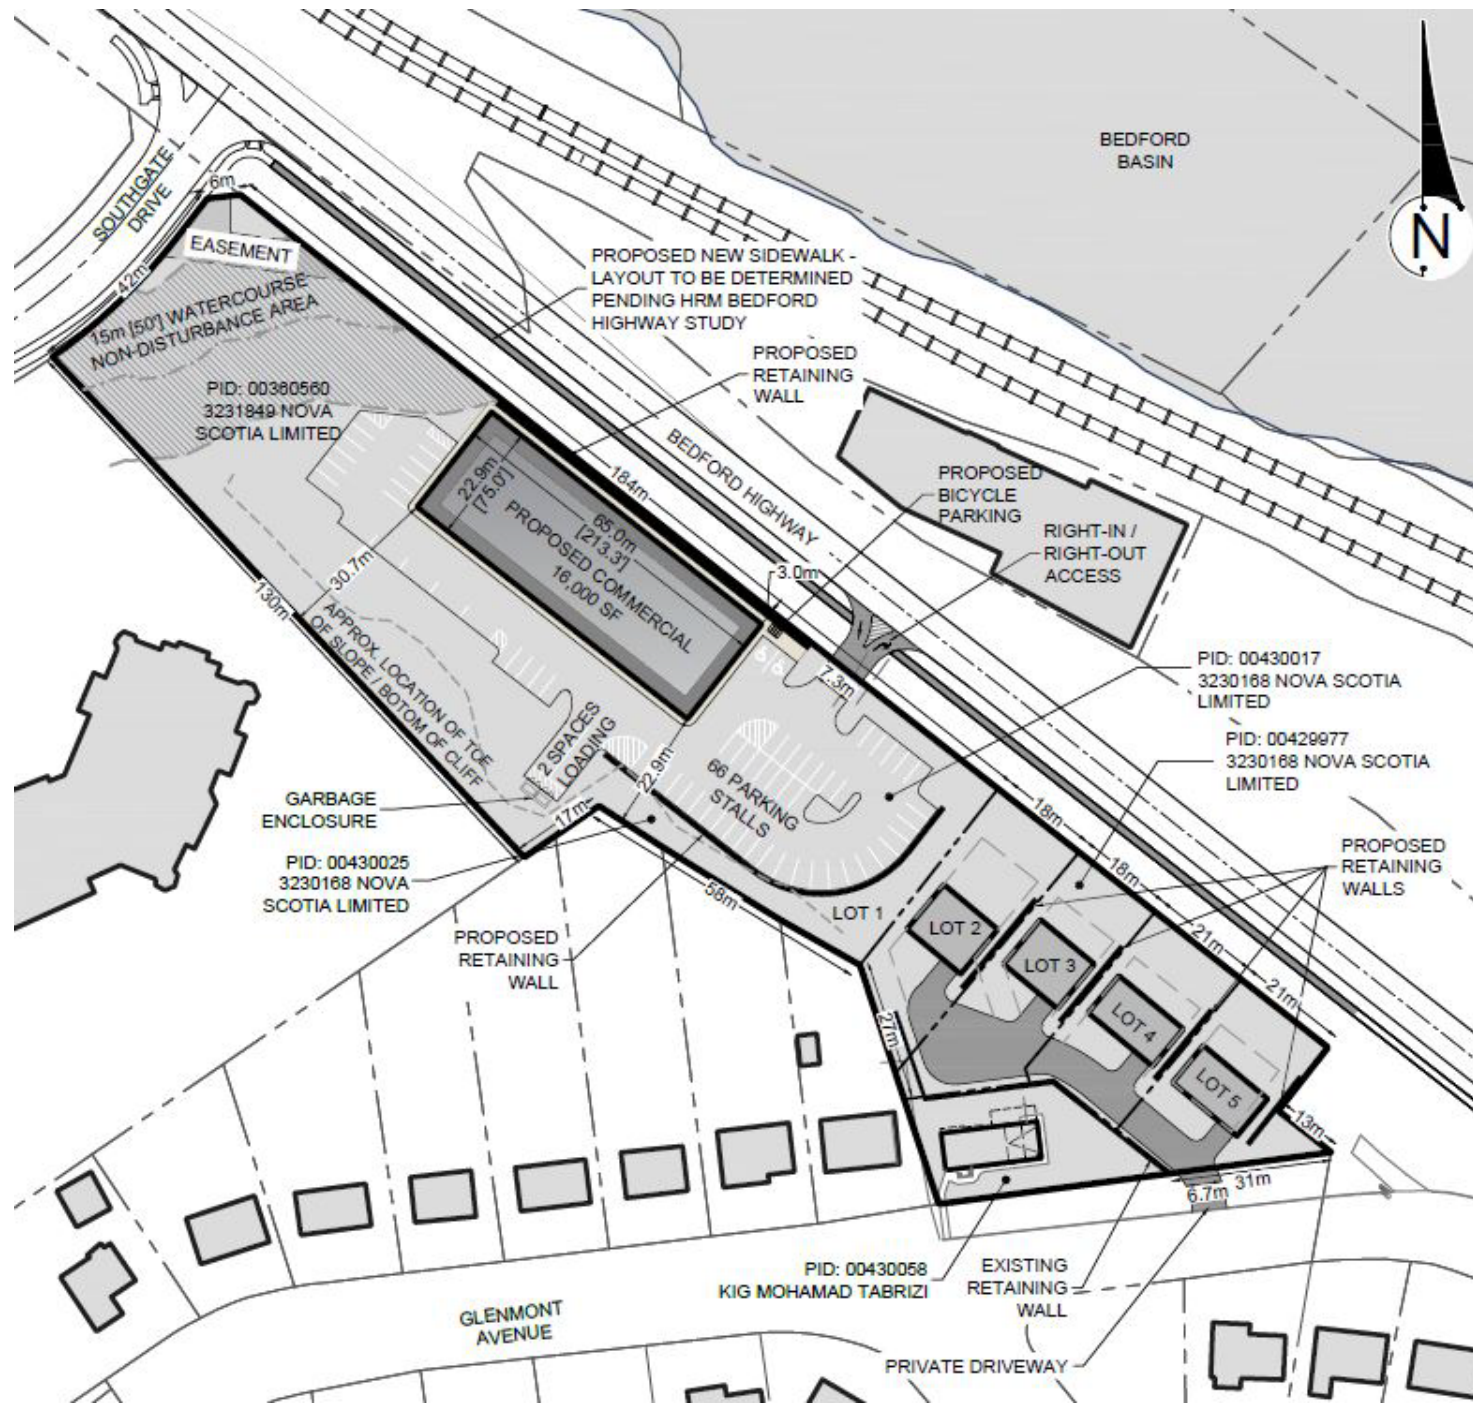 BEDFORD
BASIN
N
SOUTHGATE
DRIVE
6m
EASEMENT
42m
15m [50'] WATERCOURSE
NON-DISTURBANCE AREA
PROPOSED NEW SIDEWALK -
LAYOUT TO BE DETERMINED
PENDING HRM BEDFORD
HIGHWAY STUDY
PROPOSED
RETAINING
WALL
PID: 00360560
3231849 NOVA
SCOTIA LIMITED
BEDFORD HIGHWAY
184m
22.9m
[75.0']
65.0m
[213.3']
PROPOSED COMMERCIAL
16,000 SF
PROPOSED
BICYCLE
PARKING
RIGHT-IN /
RIGHT-OUT
ACCESS
3.0m
30.7m
130m
APPROX. LOCATION OF TOE
OF SLOPE / BOTOM OF CLIFF
7.3m
PID: 00430017
3230168 NOVA SCOTIA
LIMITED
PID: 00429977
3230168 NOVA SCOTIA
LIMITED
2 SPACES
LOADING
22.9m
66 PARKING
STALLS
GARBAGE
ENCLOSURE
17m
18m
18m
PROPOSED
RETAINING
WALLS
PID: 00430025
3230168 NOVA
SCOTIA LIMITED
58m
LOT 1
LOT 2
LOT 3
LOT 4
LOT 5
21m
21m
PROPOSED
RETAINING
WALL
27m
13m
6.7m
31m
PID: 00430058
KIG MOHAMAD TABRIZI
EXISTING
RETAINING
WALL
GLENMONT
AVENUE
PRIVATE DRIVEWAY